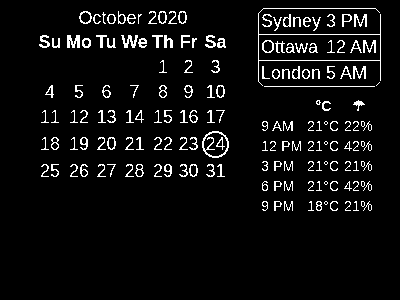 October 2020
Su Mo Tu We Th Fr Sa
1 2 3
4 5 6 7 8 9 10
11 12 13 14 15 16 17
18 19 20 21 22 23 24
25 26 27 28 29 30 31
Sydney 3 PM
Ottawa 12 AM
London 5 AM
°C ☂
9 AM 21°C 22%
12 PM 21°C 42%
3 PM 21°C 21%
6 PM 21°C 42%
9 PM 18°C 21%